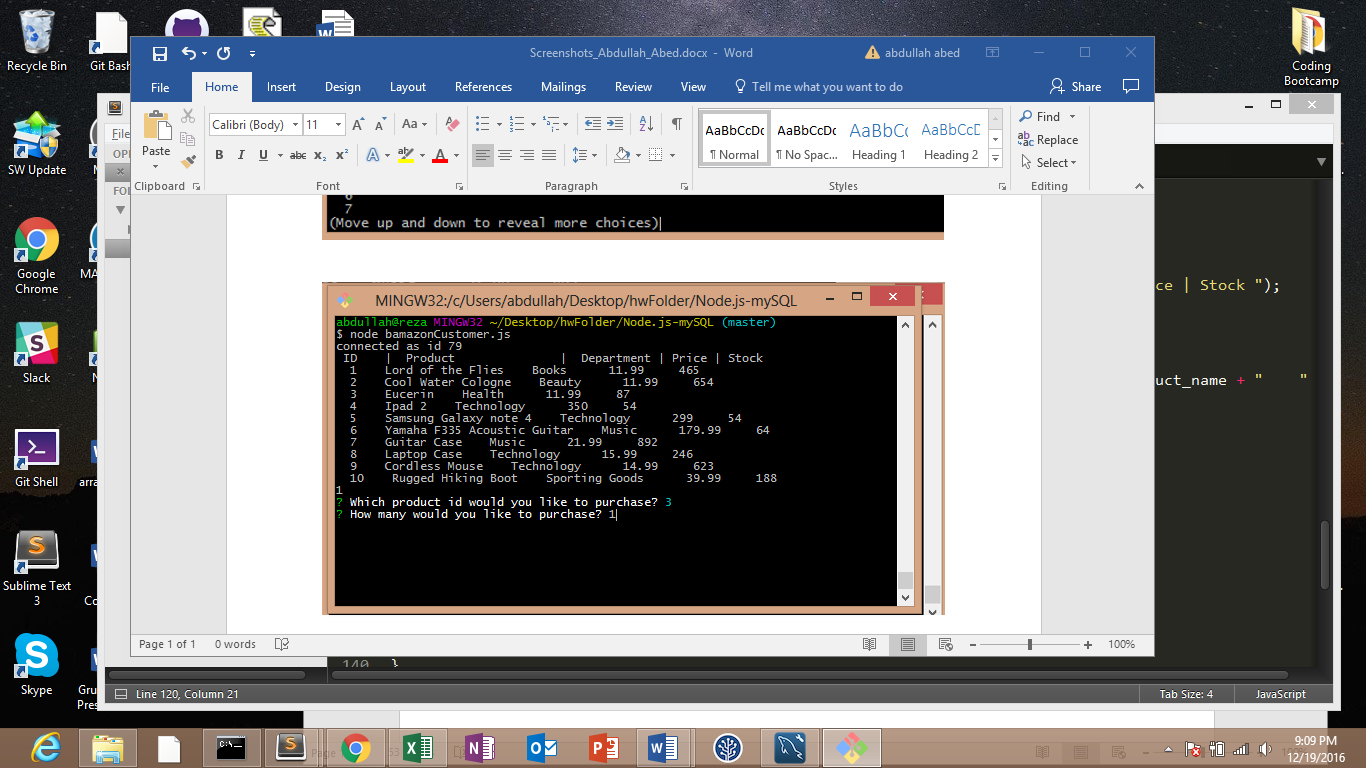 Recycle Bin
Git Bash
SW Update
Google Chrome
Slack
Git Shell
Sublime Text 3
Skype
Coding Bootcamp
Screenshots_Abdullah_Abed.docx - Word
abdullah abed
File Home Insert Design Layout References Mailings Review View Tell me what you want to do Share
Calibri (Body) 11
Paste
Find
Replace
Select
AaBbCcDc AaBbCcDc AaBbCc AaBbCcD
¶ Normal ¶ No Spac... Heading 1 Heading 2
Clipboard Font Paragraph Styles Editing
7
(Move up and down to reveal more choices)
MINGW32:/c/Users/abdullah/Desktop/hwFolder/Node.js-mySQL
abdullah@reza MINGW32 ~/Desktop/hwFolder/Node.js-mySQL (master)
$ node bamazonCustomer.js
connected as id 79
ID | Product | Department | Price | Stock
1 Lord of the Flies Books 11.99 465
2 Cool Water Cologne Beauty 11.99 654
3 Eucerin Health 11.99 87
4 Ipad 2 Technology 350 54
5 Samsung Galaxy note 4 Technology 299 54
6 Yamaha F335 Acoustic Guitar Music 179.99 64
7 Guitar Case Music 21.99 892
8 Laptop Case Technology 15.99 246
9 Cordless Mouse Technology 14.99 623
10 Rugged Hiking Boot Sporting Goods 39.99 188
1
? Which product id would you like to purchase? 3
? How many would you like to purchase? 1
Page 1 of 1 0 words 100%
ce | Stock ");
uct_name + " "
140 }
Line 120, Column 21 Tab Size: 4 JavaScript
9:09 PM
12/19/2016